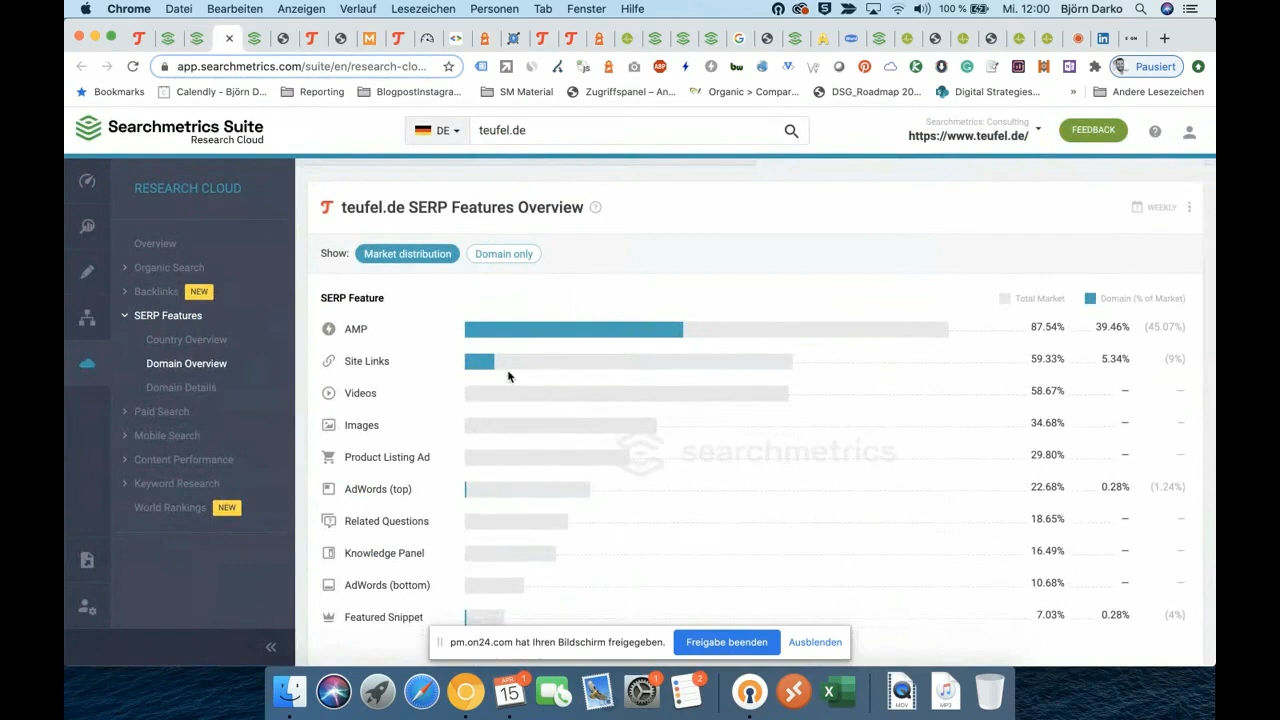 Chrome Datei Bearbeiten Anzeigen Verlauf Lesezeichen Personen Tab Fenster Hilfe 100 % Mi. 12:00 Björn Darko
app.searchmetrics.com/suite/en/research-clo... Pausiert
Bookmarks Calendly - Björn D... Reporting BlogpostInstagra... SM Material Zugriffspanel – An... Organic > Compar... DSG_Roadmap 20... Digital Strategies... » Andere Lesezeichen
Searchmetrics Suite
Research Cloud
DE teufel.de
Searchmetrics: Consulting
https://www.teufel.de/
FEEDBACK
RESEARCH CLOUD
Overview
Organic Search
Backlinks NEW
SERP Features
Country Overview
Domain Overview
Domain Details
Paid Search
Mobile Search
Content Performance
Keyword Research
World Rankings NEW
teufel.de SERP Features Overview WEEKLY
Show: Market distribution Domain only
SERP Feature Total Market Domain (% of Market)
AMP 87.54% 39.46% (45.07%)
Site Links 59.33% 5.34% (9%)
Videos 58.67% – –
Images 34.68% – –
searchmetrics
Product Listing Ad 29.80% – –
AdWords (top) 22.68% 0.28% (1.24%)
Related Questions 18.65% – –
Knowledge Panel 16.49% – –
AdWords (bottom) 10.68% – –
Featured Snippet 7.03% 0.28% (4%)
pm.on24.com hat Ihren Bildschirm freigegeben. Freigabe beenden Ausblenden
APR 15 1 1 2 MOV MP3